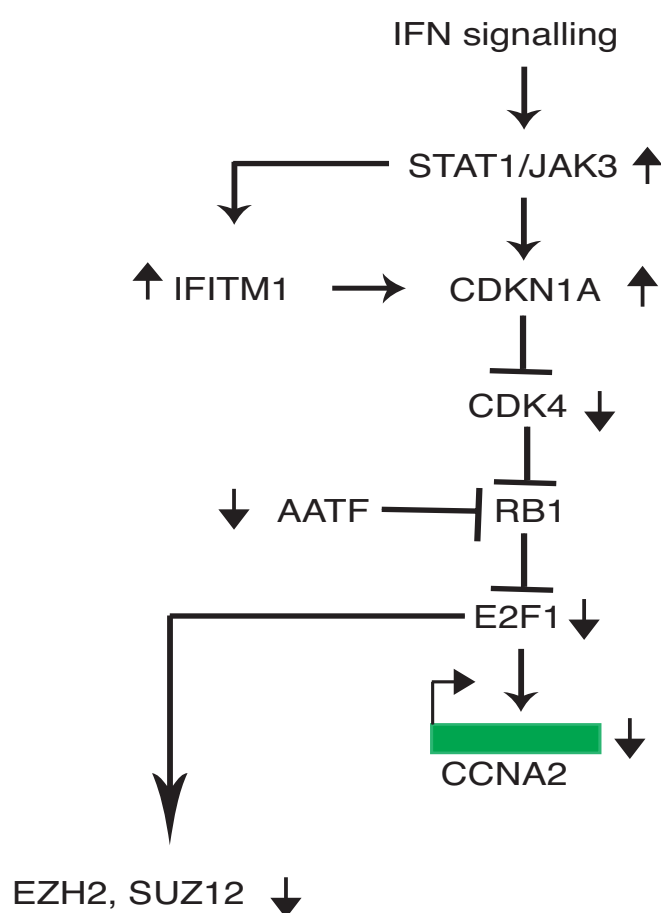 IFN signalling
STAT1/JAK3
IFITM1
CDKN1A
CDK4
AATF
RB1
E2F1
CCNA2
EZH2, SUZ12